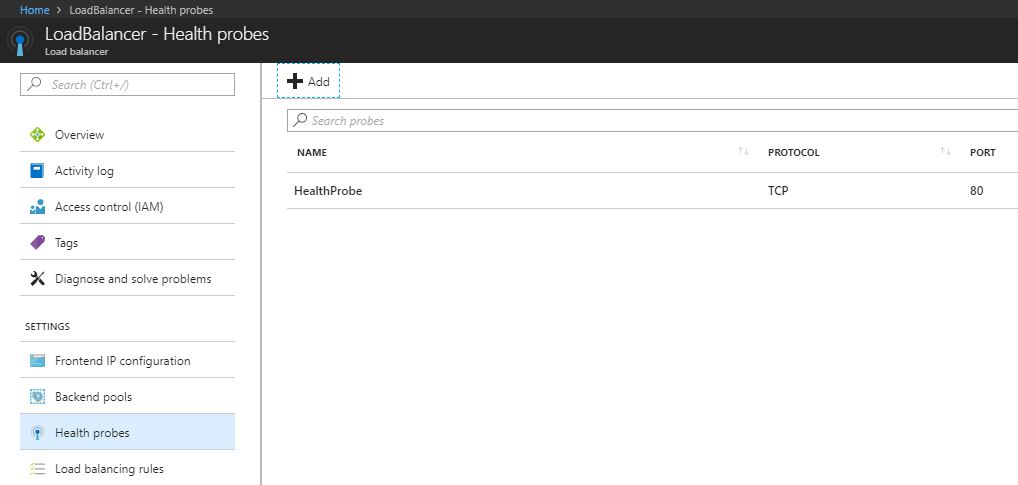 Home > LoadBalancer - Health probes
LoadBalancer - Health probes
Load balancer
Search (Ctrl+/)
Overview
Activity log
Access control (IAM)
Tags
Diagnose and solve problems
SETTINGS
Frontend IP configuration
Backend pools
Health probes
Load balancing rules
Add
Search probes
NAME PROTOCOL PORT
HealthProbe TCP 80